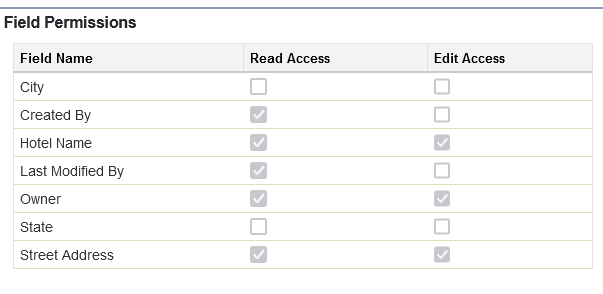 Field Permissions
Field Name Read Access Edit Access
City
Created By
Hotel Name
Last Modified By
Owner
State
Street Address